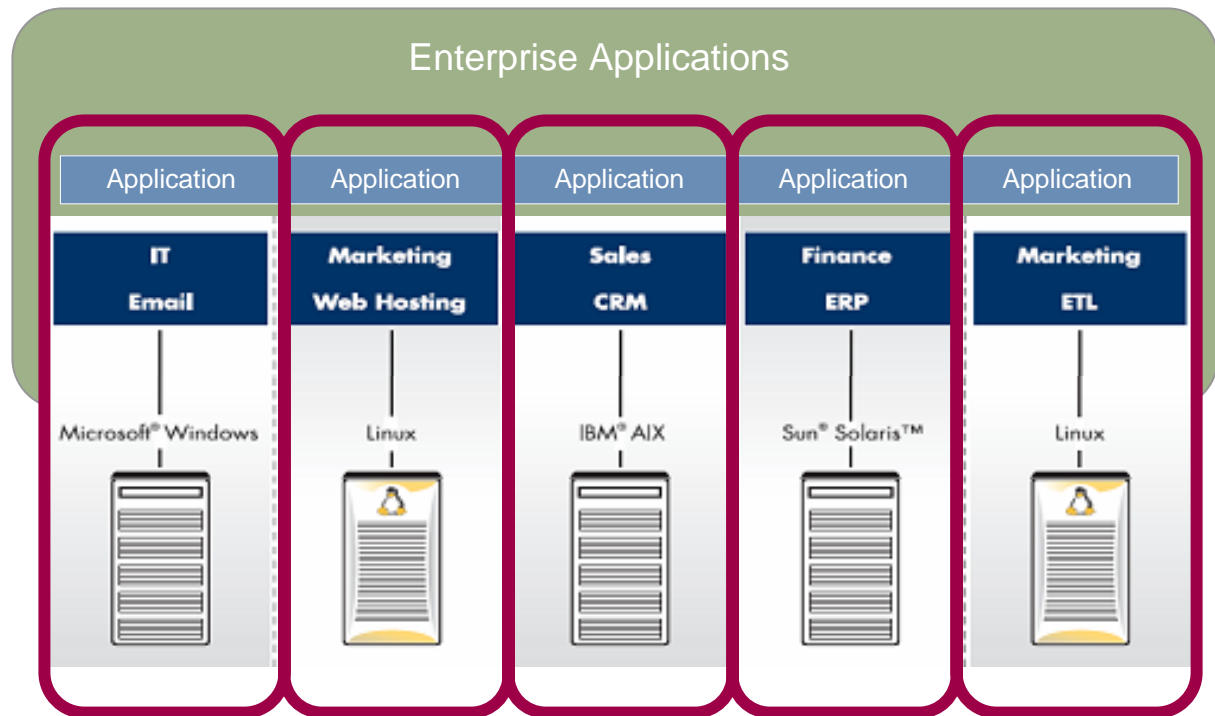 Enterprise Applications
Application Application Application Application Application
IT Marketing Sales Finance Marketing
Email Web Hosting CRM ERP ETL
Microsoft® Windows Linux IBM® AIX Sun® Solaris™ Linux